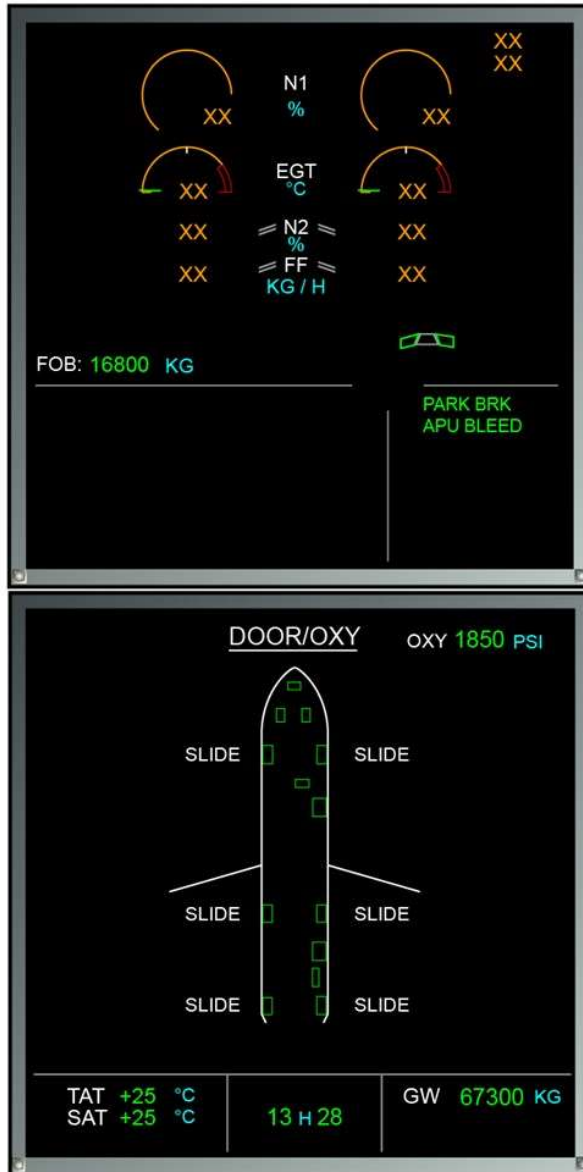 XX
XX
N1
%
XX XX
EGT
°C
XX XX
XX N2 XX
%
XX FF XX
KG / H
FOB: 16800 KG
PARK BRK
APU BLEED
DOOR/OXY OXY 1850 PSI
SLIDE SLIDE
SLIDE SLIDE
SLIDE SLIDE
TAT +25 °C
SAT +25 °C
13 H 28
GW 67300 KG